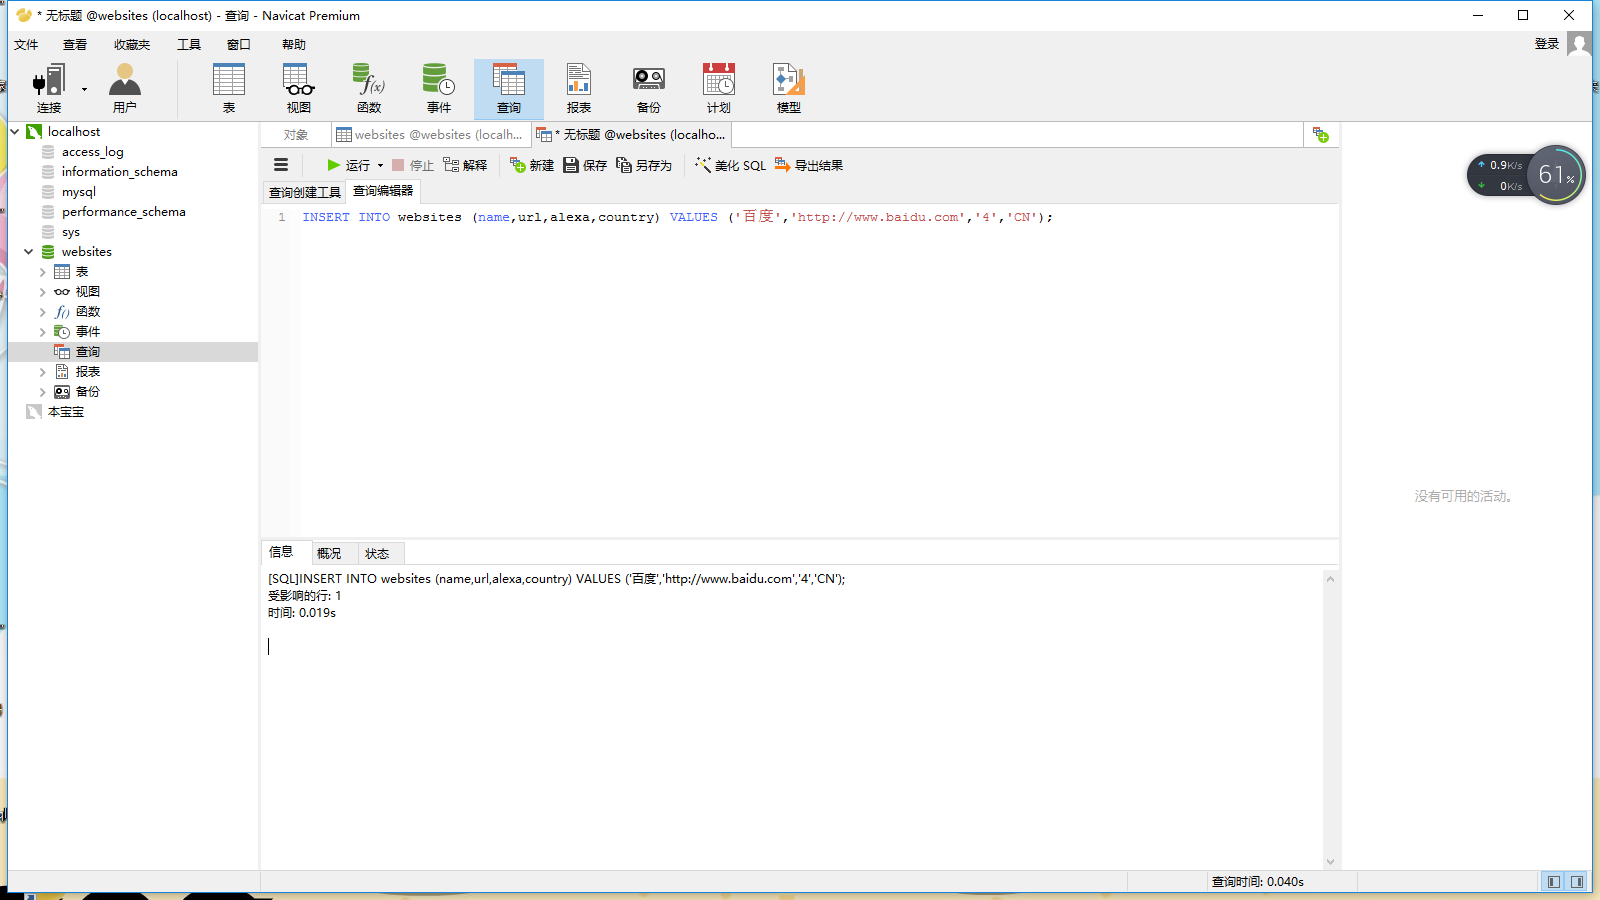 * 无标题 @websites (localhost) - 查询 - Navicat Premium
文件 查看 收藏夹 工具 窗口 帮助 登录
连接 用户 表 视图 函数 事件 查询 报表 备份 计划 模型
localhost
access_log
information_schema
mysql
performance_schema
sys
websites
表
视图
函数
事件
查询
报表
备份
本宝宝
对象 websites @websites (localh... * 无标题 @websites (localho...
运行 停止 解释 新建 保存 另存为 美化 SQL 导出结果
查询创建工具 查询编辑器
1 INSERT INTO websites (name,url,alexa,country) VALUES ('百度','http://www.baidu.com','4','CN');
信息 概况 状态
[SQL]INSERT INTO websites (name,url,alexa,country) VALUES ('百度','http://www.baidu.com','4','CN');
受影响的行: 1
时间: 0.019s
0.9K/s
0K/s
61%
没有可用的活动。
查询时间: 0.040s